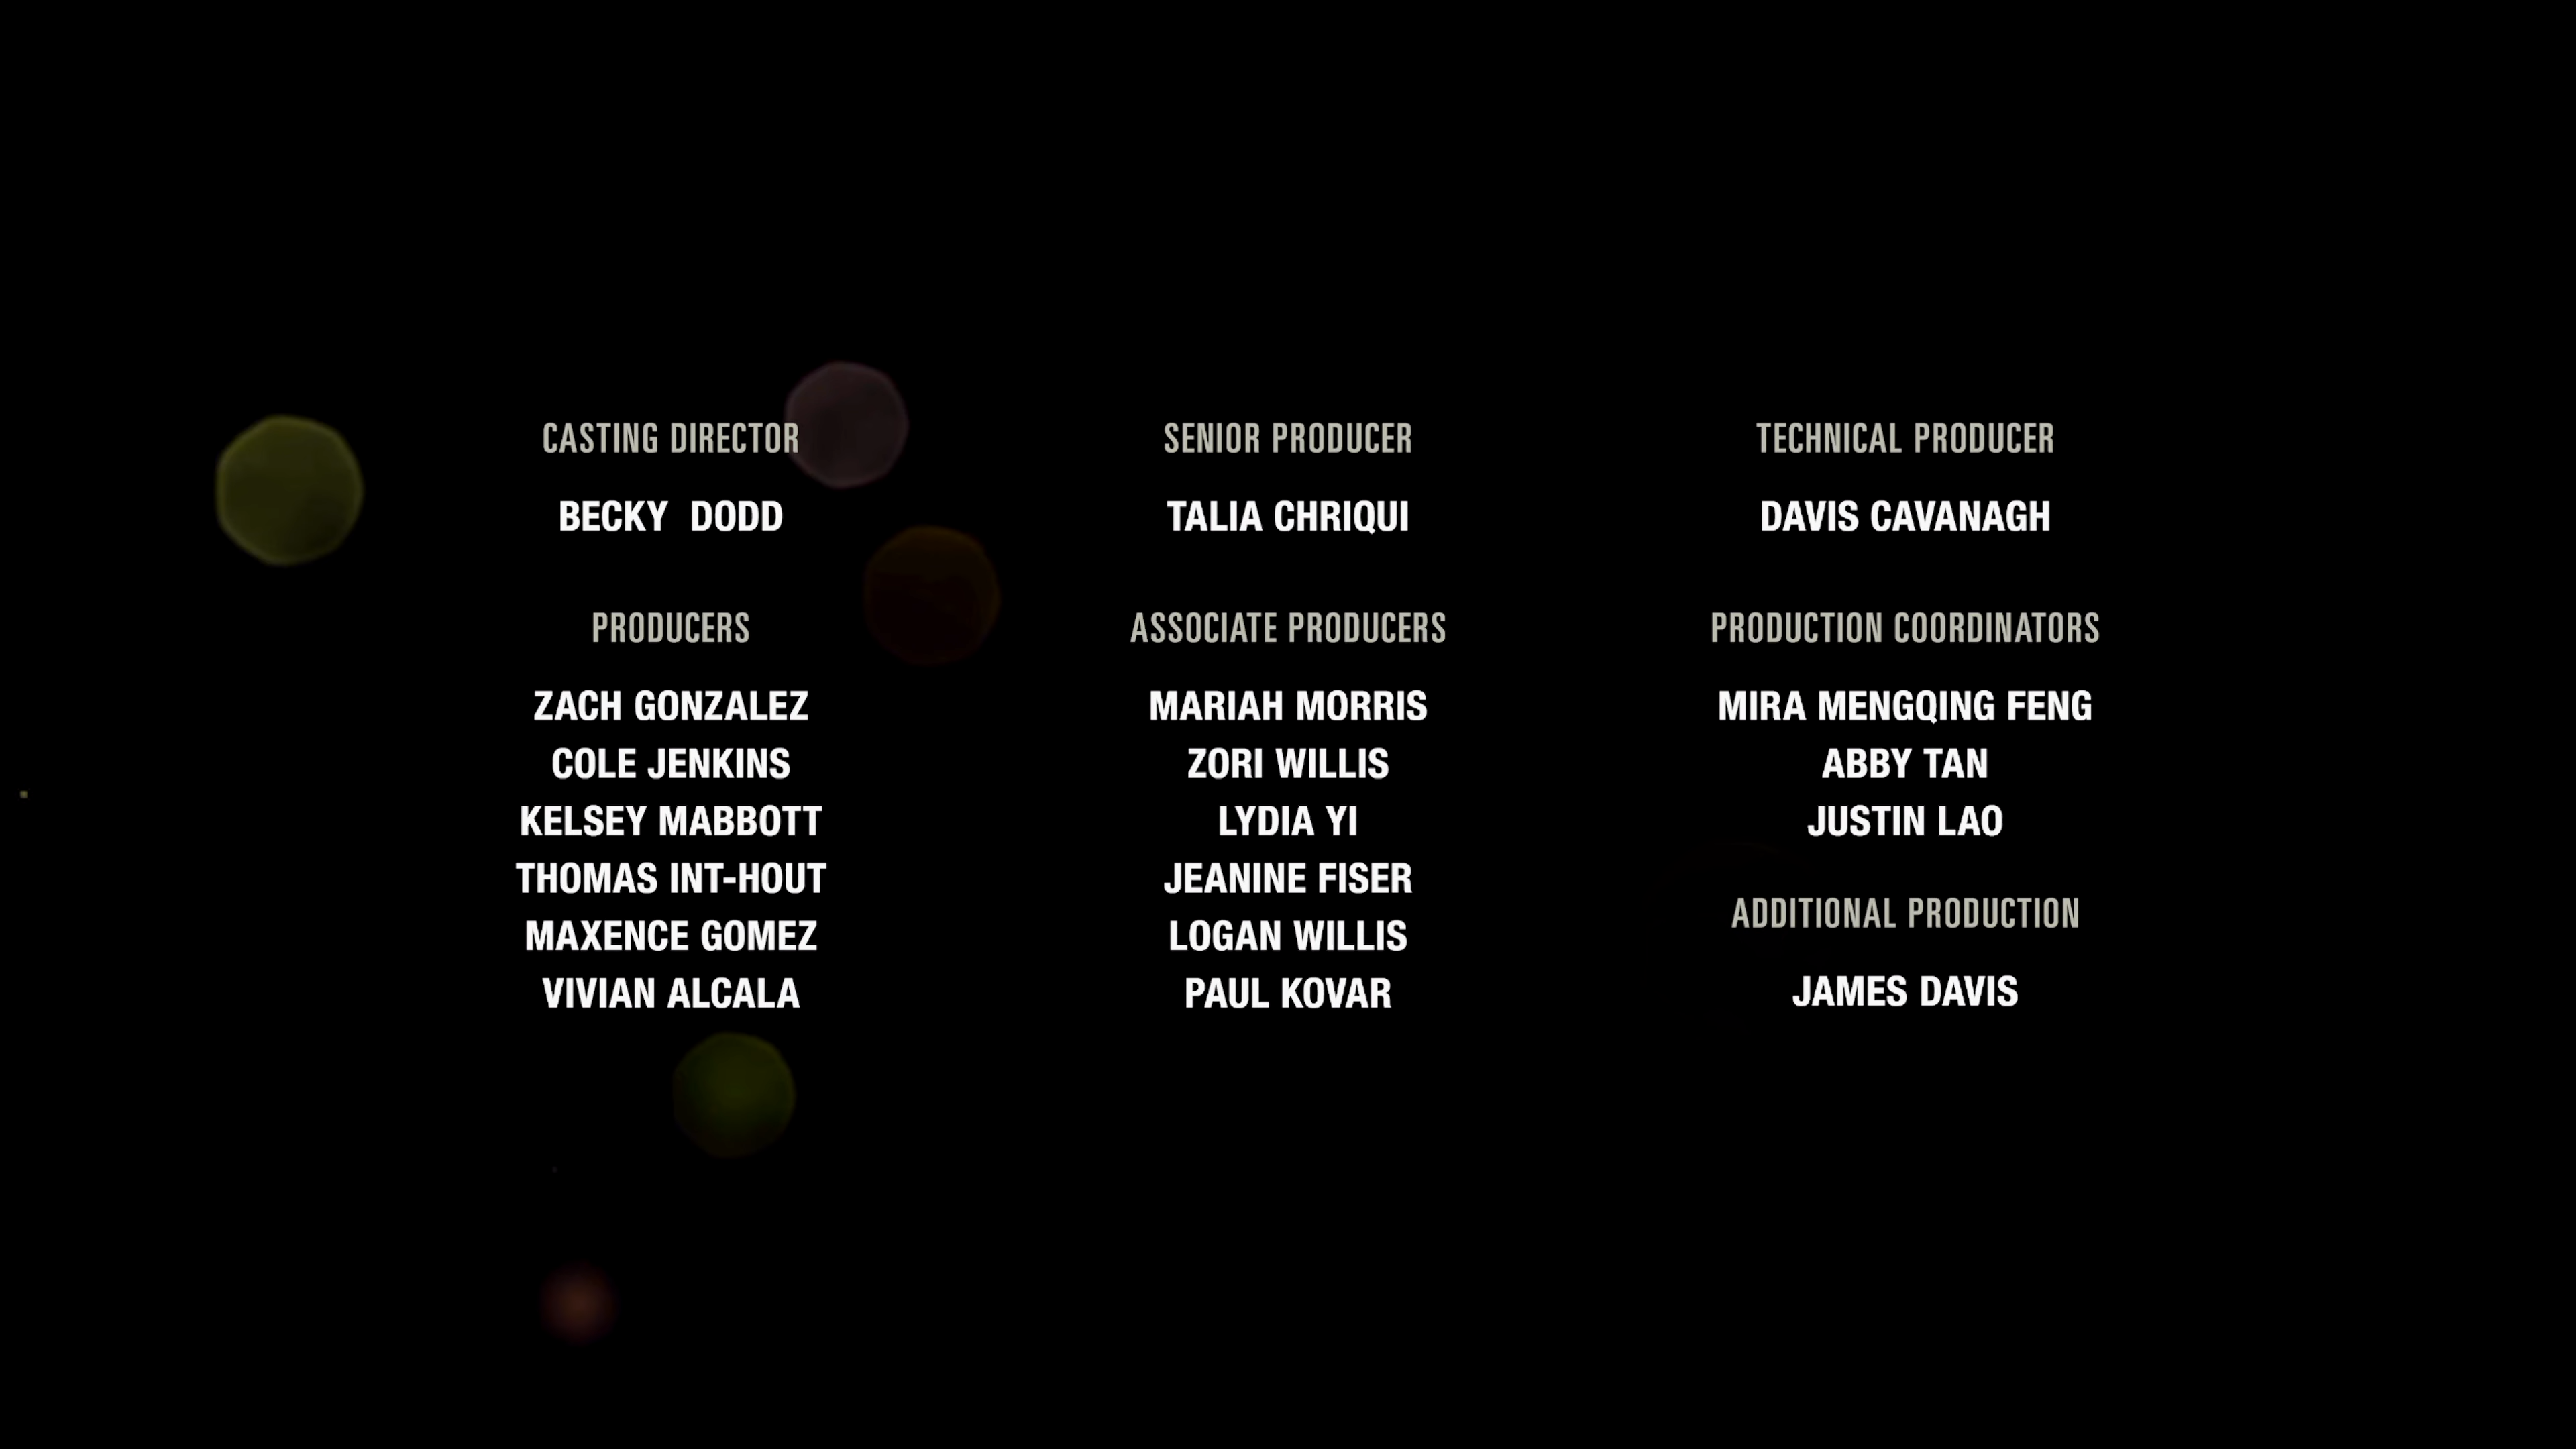 CASTING DIRECTOR
BECKY  DODD
PRODUCERS
ZACH GONZALEZ
COLE JENKINS
KELSEY MABBOTT
THOMAS INT-HOUT
MAXENCE GOMEZ
VIVIAN ALCALA
SENIOR PRODUCER
TALIA CHRIQUI
ASSOCIATE PRODUCERS
MARIAH MORRIS
ZORI WILLIS
LYDIA YI
JEANINE FISER
LOGAN WILLIS
PAUL KOVAR
TECHNICAL PRODUCER
DAVIS CAVANAGH
PRODUCTION COORDINATORS
MIRA MENGQING FENG
ABBY TAN
JUSTIN LAO
ADDITIONAL PRODUCTION
JAMES DAVIS